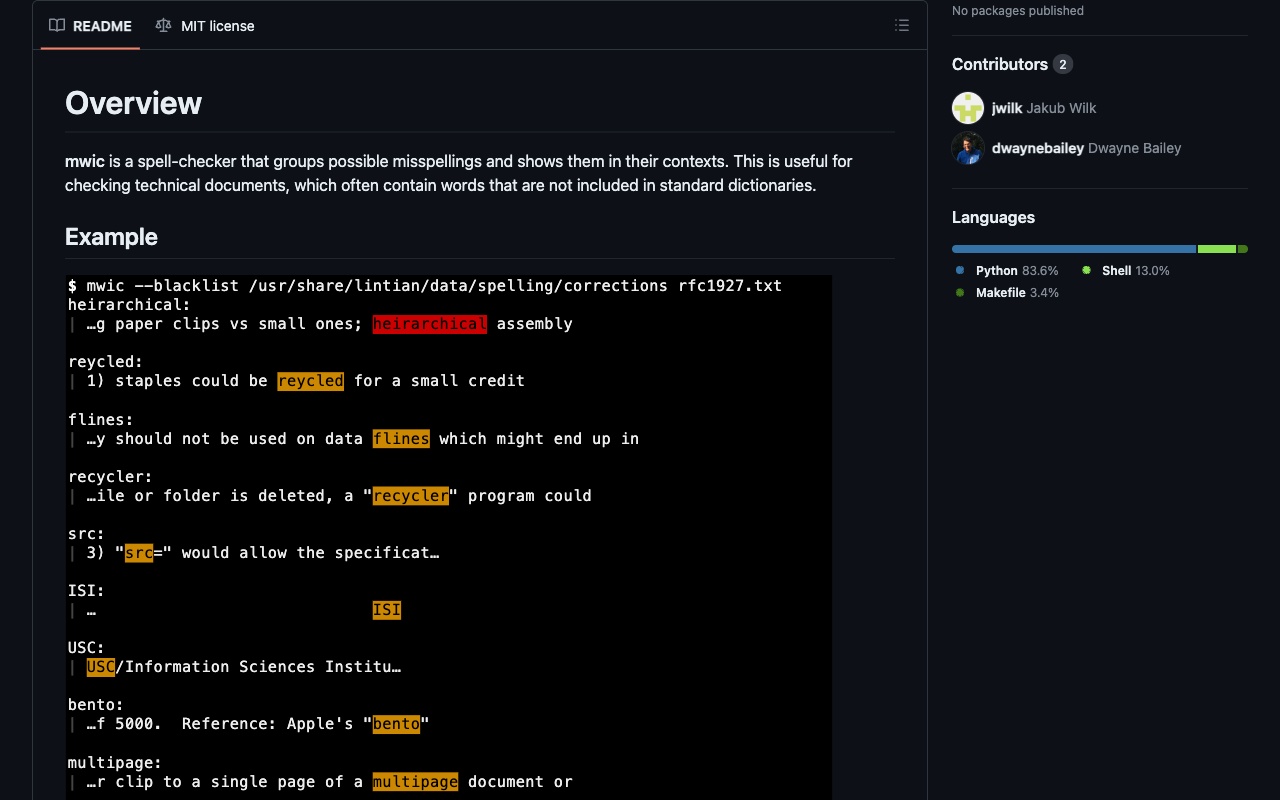 README
MIT license
Overview
mwic is a spell-checker that groups possible misspellings and shows them in their contexts. This is useful for
checking technical documents, which often contain words that are not included in standard dictionaries.
Example
$ mwic --blacklist /usr/share/lintian/data/spelling/corrections rfc1927.txt
heirarchical:
| …g paper clips vs small ones; heirarchical assembly
reycled:
| 1) staples could be reycled for a small credit
flines:
| …y should not be used on data flines which might end up in
recycler:
| …ile or folder is deleted, a "recycler" program could
src:
| 3) "src=" would allow the specificat…
ISI:
| … ISI
USC:
| USC/Information Sciences Institu…
bento:
| …f 5000.  Reference: Apple's "bento"
multipage:
| …r clip to a single page of a multipage document or
No packages published
Contributors 2
jwilk Jakub Wilk
dwaynebailey Dwayne Bailey
Languages
Python 83.6%
Shell 13.0%
Makefile 3.4%